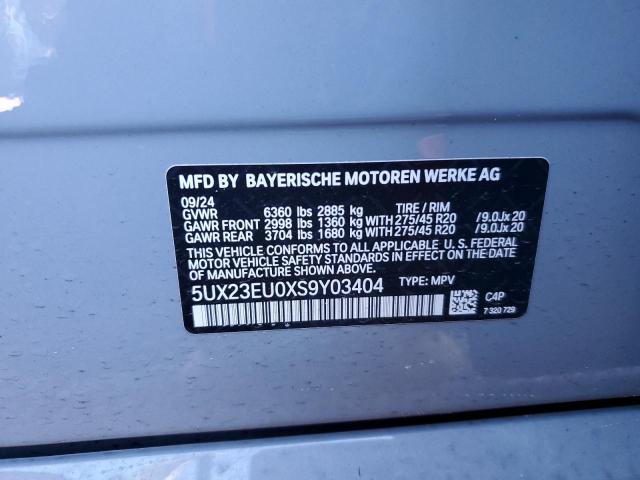 MFD BY BAYERISCHE MOTOREN WERKE AG
09/24 TIRE / RIM
GVWR 6360 lbs 2885 kg
GAWR FRONT 2998 lbs 1360 kg WITH 275/45 R20 /9.0Jx20
GAWR REAR 3704 lbs 1680 kg WITH 275/45 R20 /9.0Jx20
THIS VEHICLE CONFORMS TO ALL APPLICABLE U. S. FEDERAL
MOTOR VEHICLE SAFETY STANDARDS IN EFFECT ON THE DATE
OF MANUFACTURE SHOWN ABOVE.
5UX23EU0XS9Y03404 TYPE: MPV
C4P
7 320 729